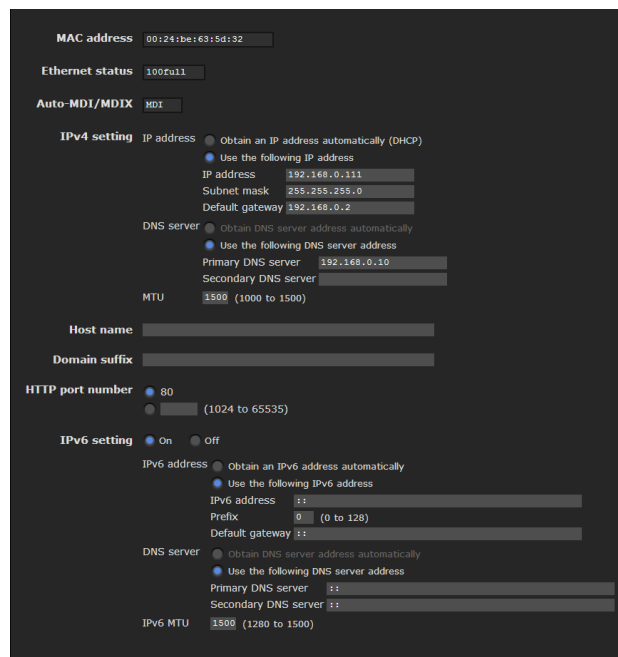 MAC address 00:24:be:63:5d:32
Ethernet status 100full
Auto-MDI/MDIX MDI
IPv4 setting IP address Obtain an IP address automatically (DHCP)
Use the following IP address
IP address 192.168.0.111
Subnet mask 255.255.255.0
Default gateway 192.168.0.2
DNS server Obtain DNS server address automatically
Use the following DNS server address
Primary DNS server 192.168.0.10
Secondary DNS server
MTU 1500 (1000 to 1500)
Host name
Domain suffix
HTTP port number 80
(1024 to 65535)
IPv6 setting On Off
IPv6 address Obtain an IPv6 address automatically
Use the following IPv6 address
IPv6 address ::
Prefix 0 (0 to 128)
Default gateway ::
DNS server Obtain DNS server address automatically
Use the following DNS server address
Primary DNS server ::
Secondary DNS server ::
IPv6 MTU 1500 (1280 to 1500)